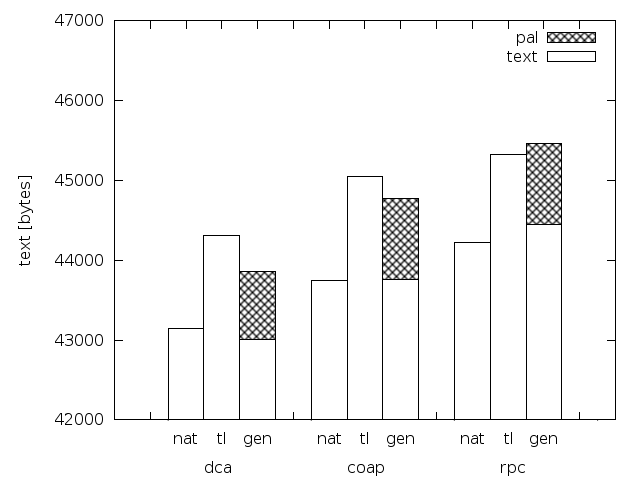 47000
46000
45000
44000
43000
42000
text [bytes]
pal
text
nat tl gen nat tl gen nat tl gen
dca coap rpc